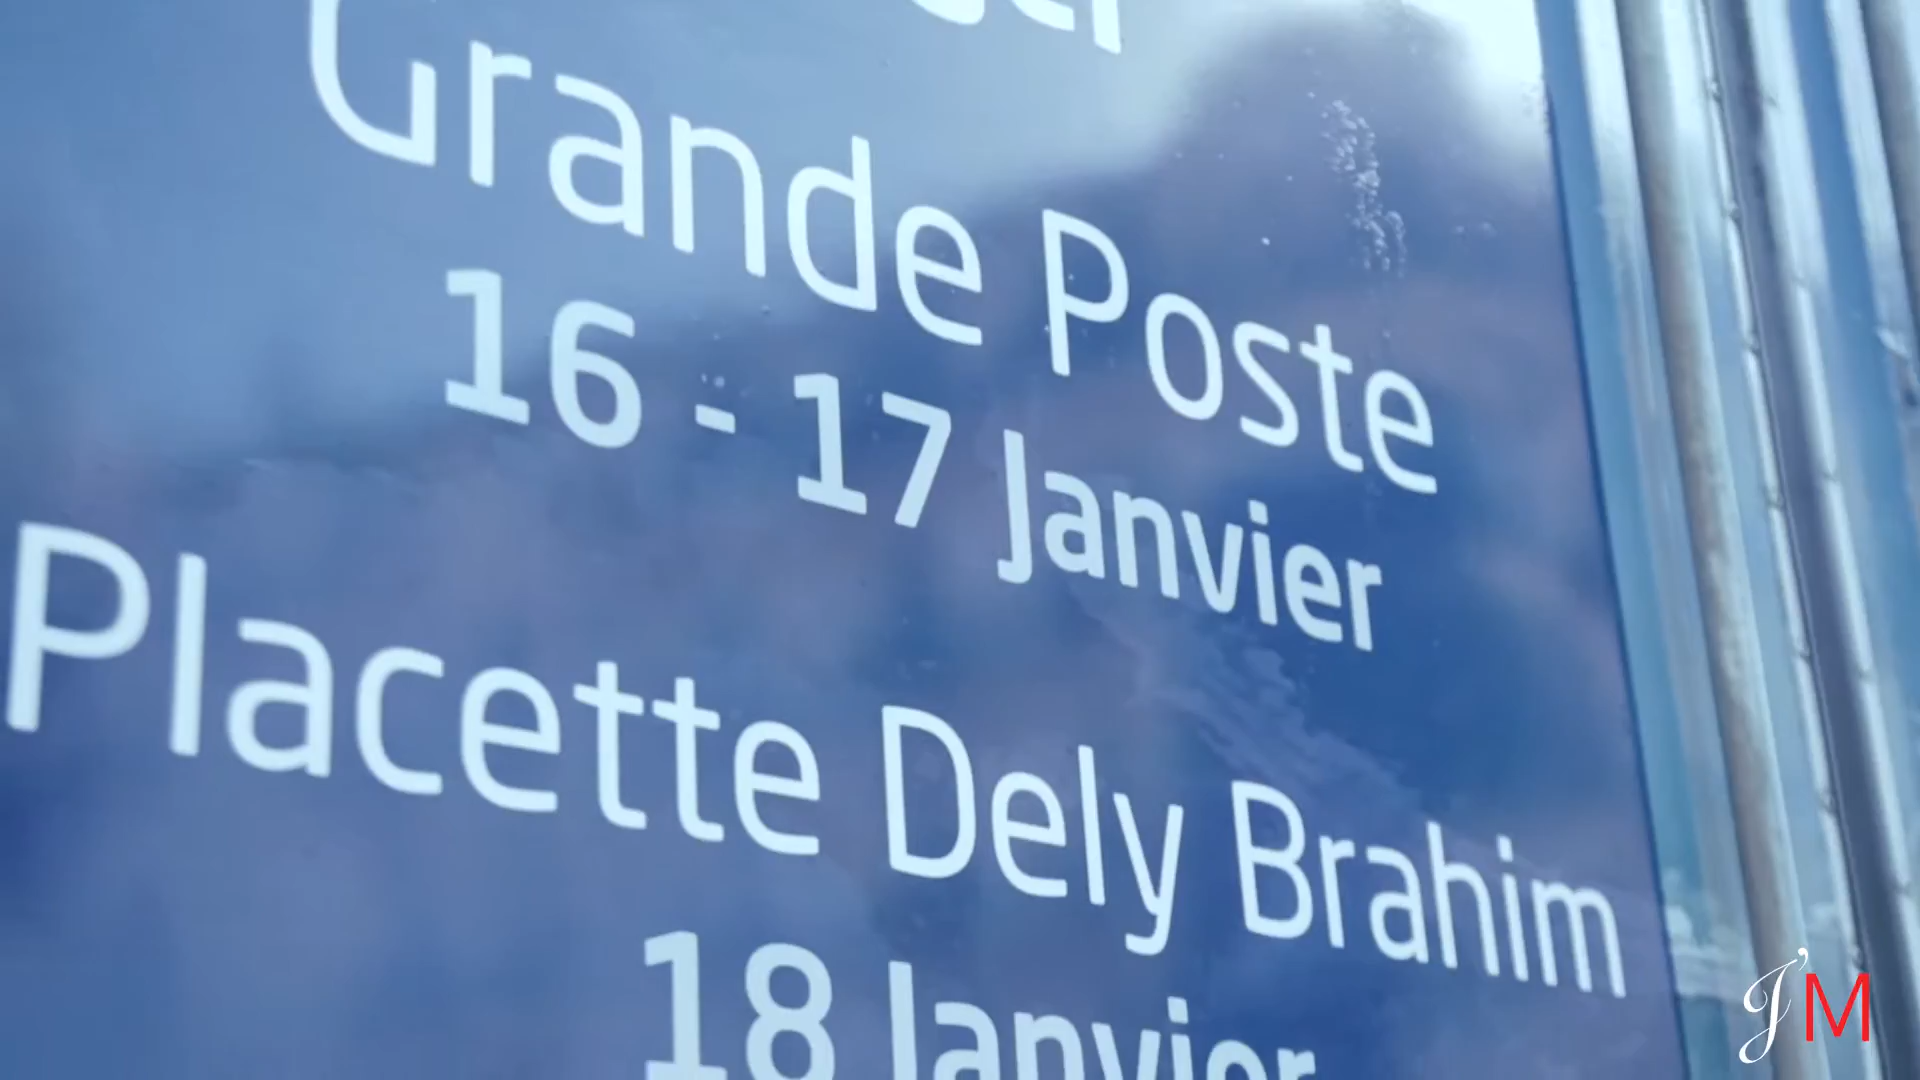 Grande Poste
16 - 17 Janvier
Placette Dely Brahim
18 Janvier
J'M